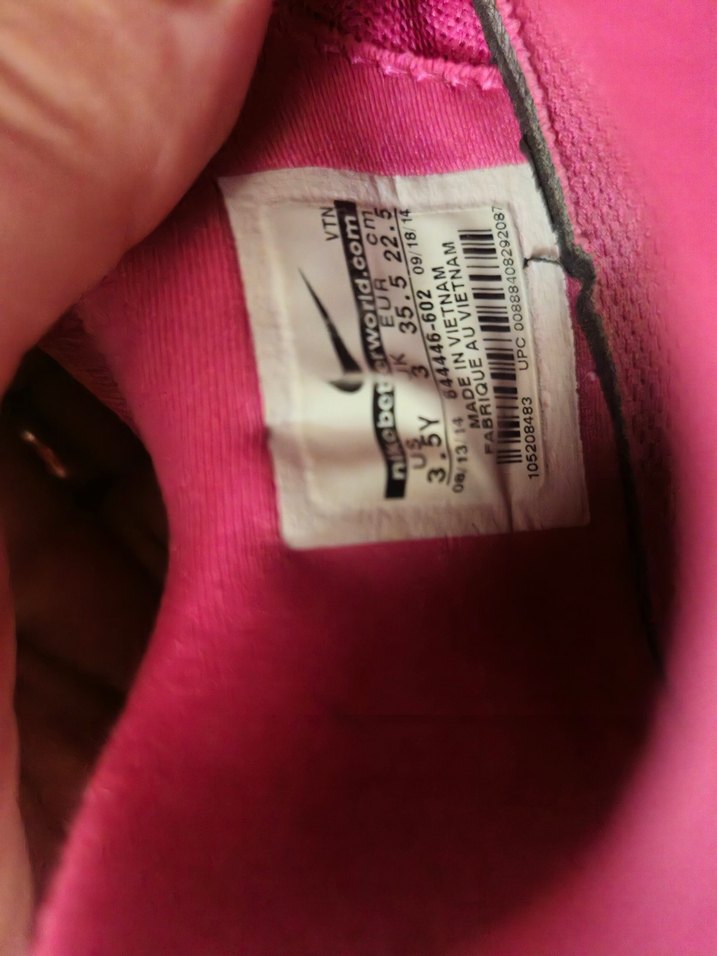 VTN
nikebetterworld.com
US UK EUR cm
3.5Y 3 35.5 22.5
08/13/14 09/18/14
644446-602
MADE IN VIETNAM
FABRIQUE AU VIETNAM
105208483 UPC 00888408292087